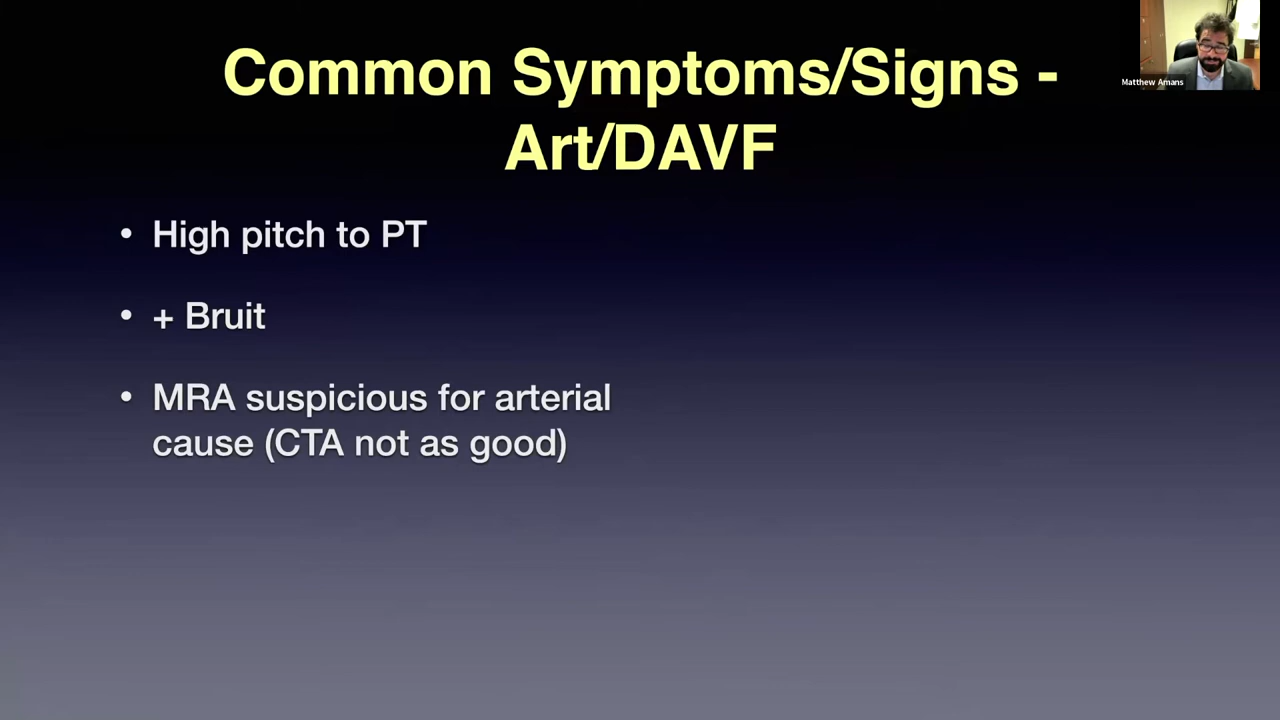 Common Symptoms/Signs -
Art/DAVF
Matthew Amans
• High pitch to PT
• + Bruit
• MRA suspicious for arterial
cause (CTA not as good)